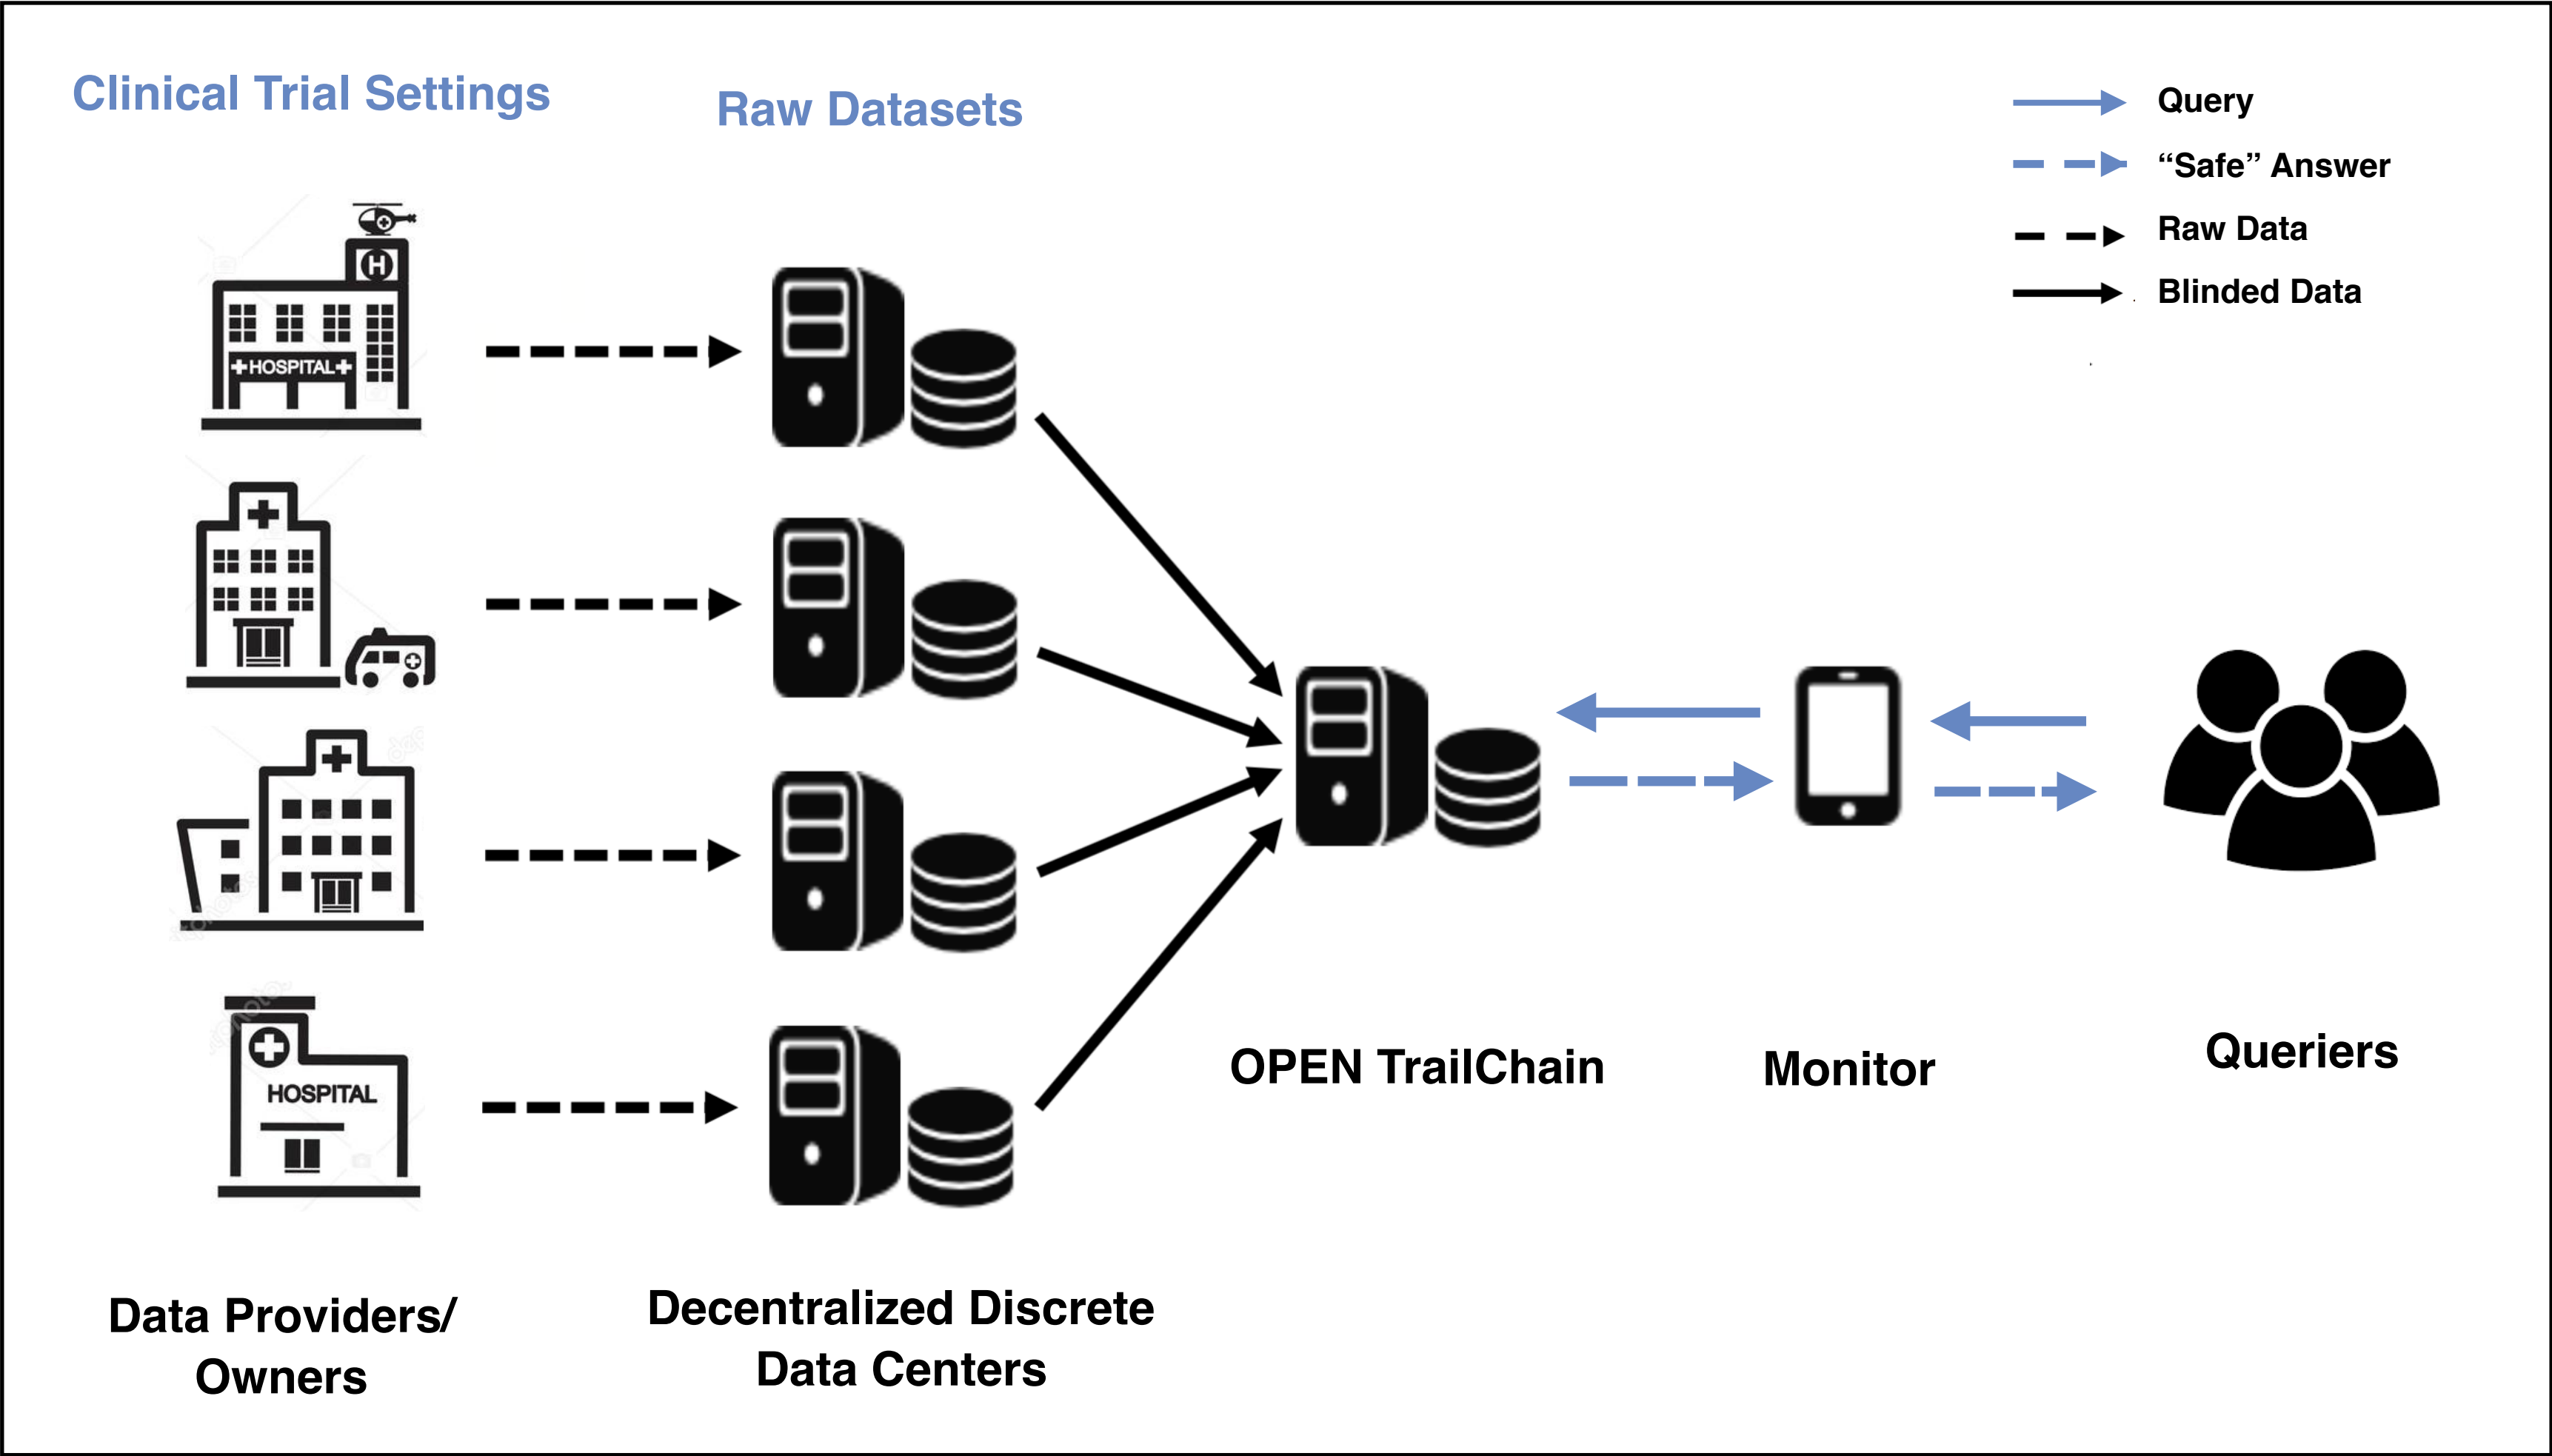 Clinical Trial Settings
Raw Datasets
Query
“Safe” Answer
Raw Data
Blinded Data
H
HOSPITAL
HOSPITAL
OPEN TrailChain
Monitor
Queriers
Data Providers/
Owners
Decentralized Discrete
Data Centers